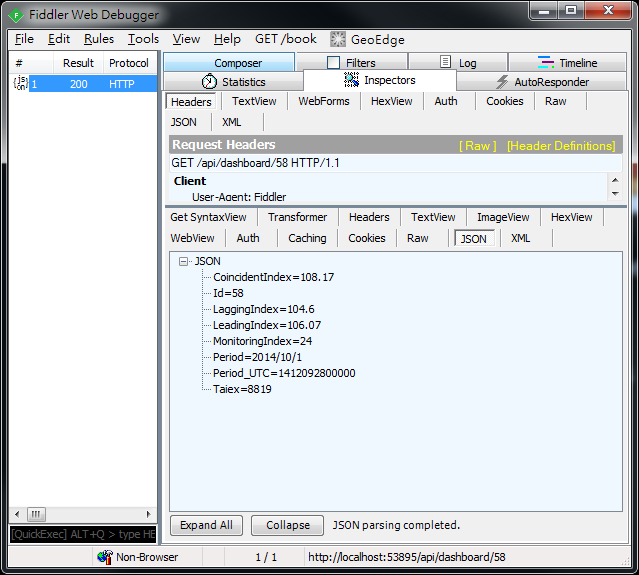 Fiddler Web Debugger
File Edit Rules Tools View Help GET /book GeoEdge
# Result Protocol
1 200 HTTP
Composer Filters Log Timeline
Statistics Inspectors AutoResponder
Headers TextView WebForms HexView Auth Cookies Raw
JSON XML
Request Headers [ Raw ] [Header Definitions]
GET /api/dashboard/58 HTTP/1.1
Client
User-Agent: Fiddler
Get SyntaxView Transformer Headers TextView ImageView HexView
WebView Auth Caching Cookies Raw JSON XML
JSON
CoincidentIndex=108.17
Id=58
LaggingIndex=104.6
LeadingIndex=106.07
MonitoringIndex=24
Period=2014/10/1
Period_UTC=1412092800000
Taiex=8819
Expand All Collapse JSON parsing completed.
[QuickExec] ALT+Q > type HE
Non-Browser 1 / 1 http://localhost:53895/api/dashboard/58